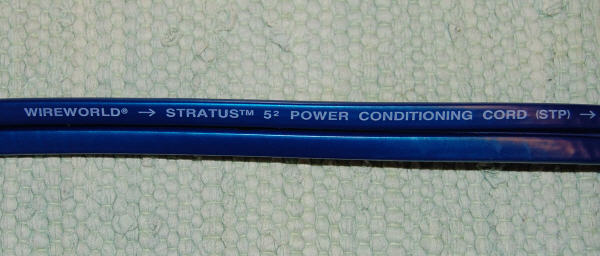 WIREWORLD® → STRATUS™ 5² POWER CONDITIONING CORD (STP) →